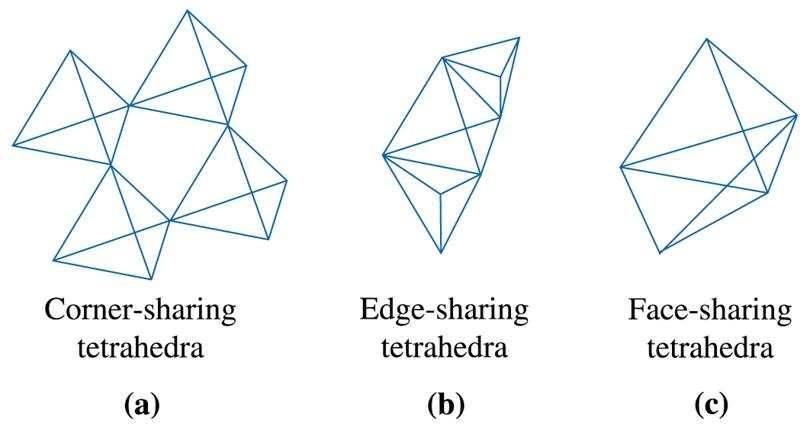 Corner-sharing
tetrahedra
(a)
Edge-sharing
tetrahedra
(b)
Face-sharing
tetrahedra
(c)